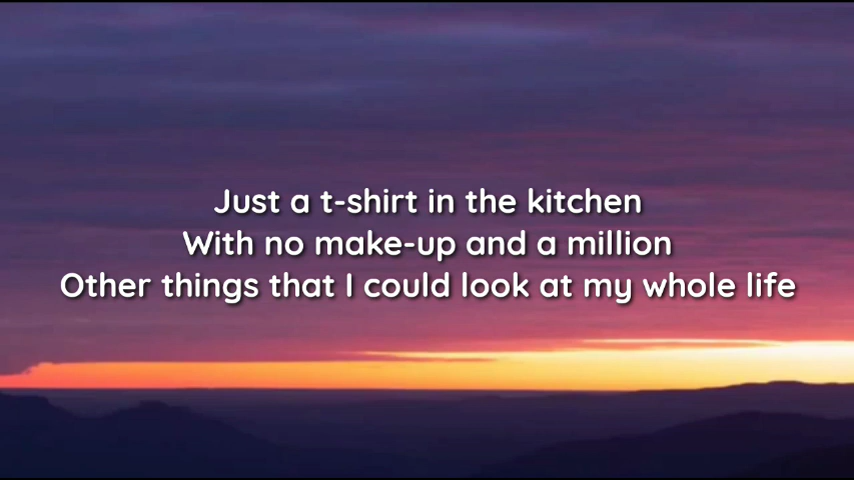 Just a t-shirt in the kitchen
With no make-up and a million
Other things that I could look at my whole life